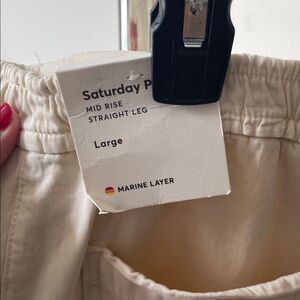 Saturday P
MID RISE
STRAIGHT LEG
Large
MARINE LAYER